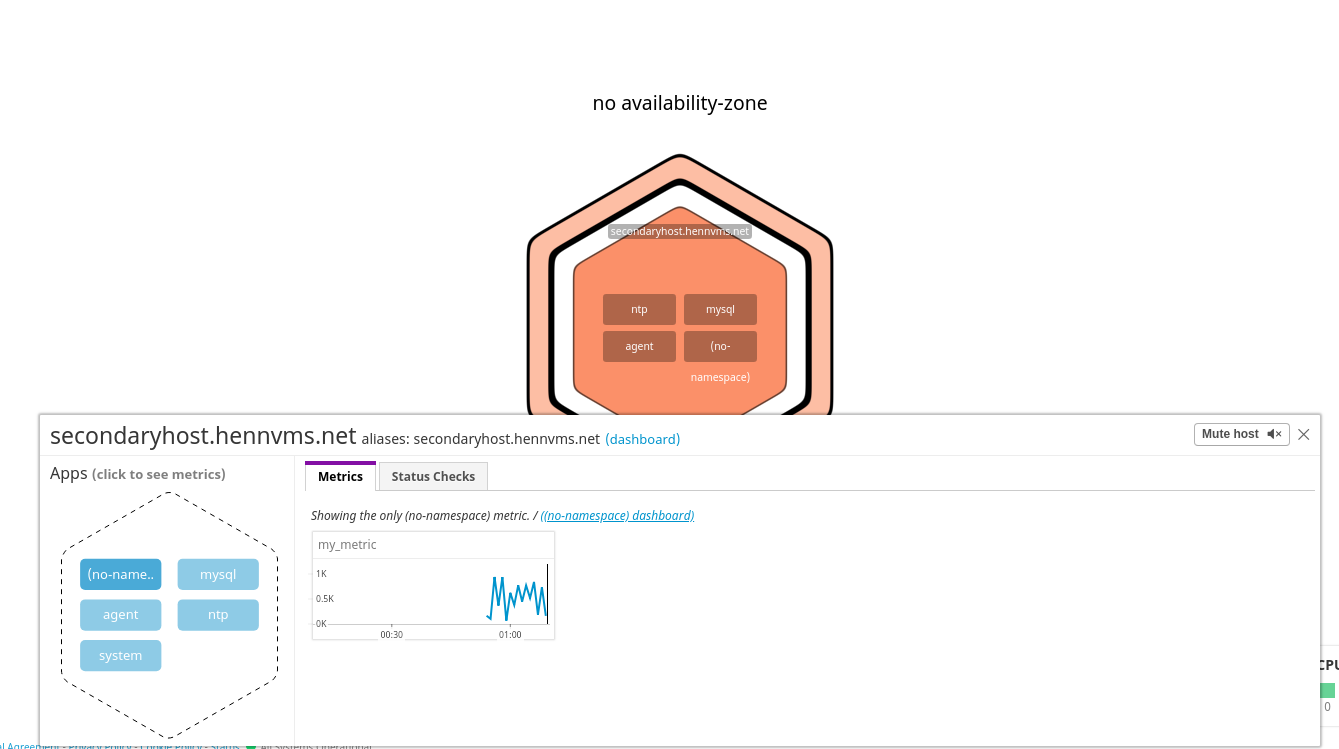 no availability-zone
secondaryhost.hennvms.net
ntp mysql
agent (no-
namespace)
secondaryhost.hennvms.net aliases: secondaryhost.hennvms.net (dashboard)
Mute host
Apps (click to see metrics)
Metrics Status Checks
Showing the only (no-namespace) metric. / ((no-namespace) dashboard)
my_metric
1K
0.5K
0K
00:30 01:00
(no-name.. mysql
agent ntp
system
CPU
0
l Agreement - Privacy Policy - Cookie Policy - Status All Systems Operational